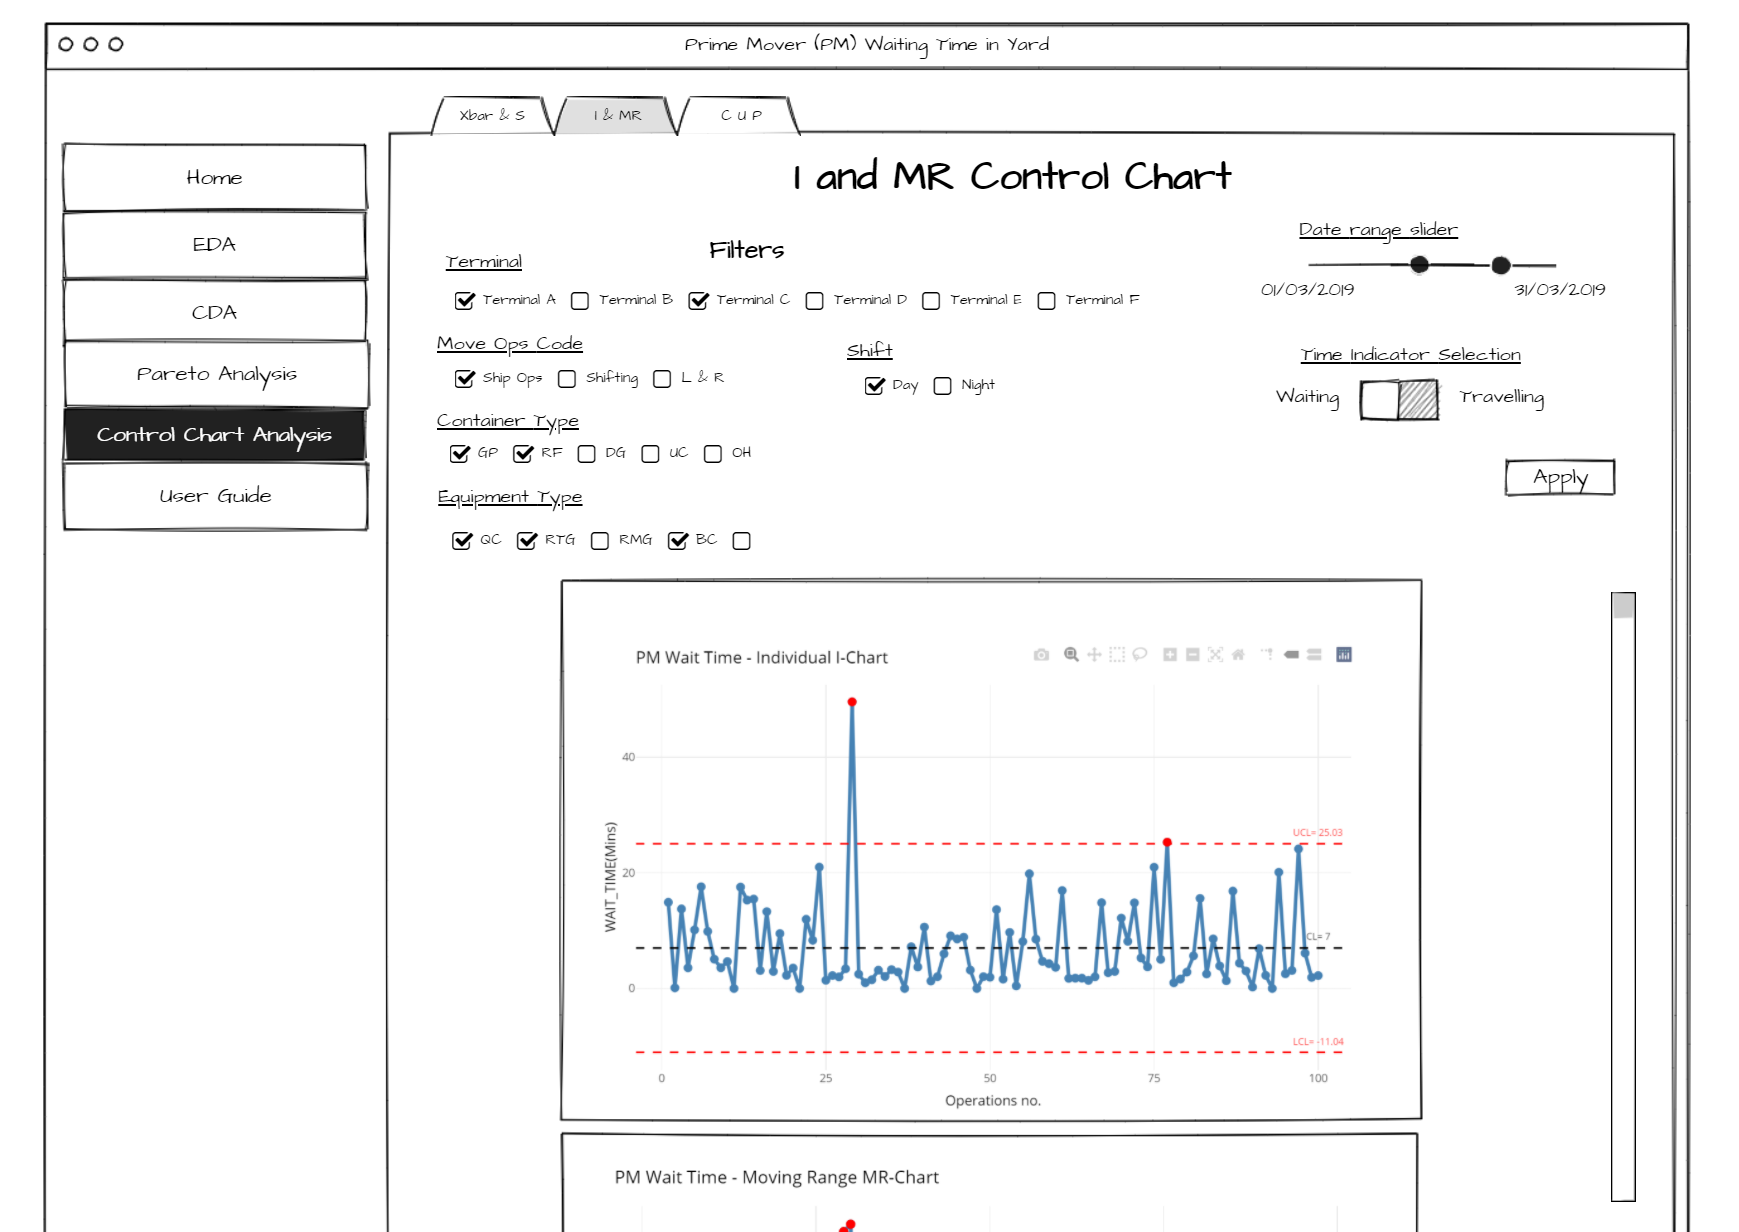 Prime Mover (PM) Waiting Time in Yard
Xbar & S   I & MR   C U P
Home
EDA
CDA
Pareto Analysis
Control Chart Analysis
User Guide
I and MR Control Chart
Filters
Date range slider
01/03/2019   31/03/2019
Terminal
Terminal A   Terminal B   Terminal C   Terminal D   Terminal E   Terminal F
Move Ops Code
Ship Ops   Shifting   L & R
Shift
Day   Night
Time Indicator Selection
Waiting   Travelling
Container Type
GP   RF   DG   UC   OH
Apply
Equipment Type
QC   RTG   RMG   BC
PM Wait Time - Individual I-Chart
40
20
0
WAIT_TIME(Mins)
UCL= 25.03
CL= 7
LCL= -11.04
0   25   50   75   100
Operations no.
PM Wait Time - Moving Range MR-Chart